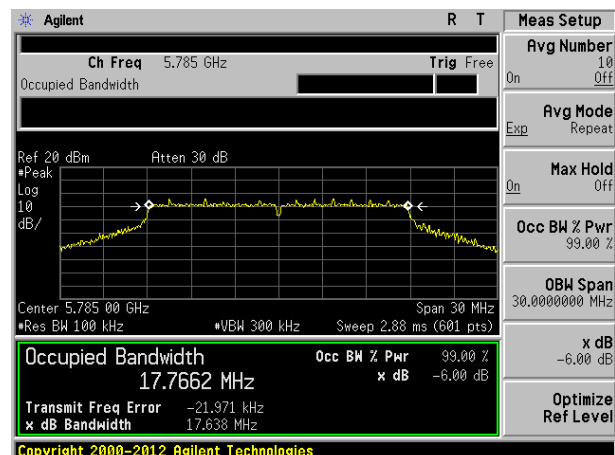 Agilent R T Meas Setup
Avg Number
10
On Off
Ch Freq 5.785 GHz Trig Free
Occupied Bandwidth
Avg Mode
Exp Repeat
Max Hold
On Off
Ref 20 dBm Atten 30 dB
#Peak
Log
10
dB/
Occ BW % Pwr
99.00 %
OBW Span
30.0000000 MHz
Center 5.785 00 GHz Span 30 MHz
#Res BW 100 kHz #VBW 300 kHz Sweep 2.88 ms (601 pts)
x dB
-6.00 dB
Occupied Bandwidth Occ BW % Pwr 99.00 %
17.7662 MHz x dB -6.00 dB
Transmit Freq Error -21.971 kHz
x dB Bandwidth 17.638 MHz
Optimize
Ref Level
Copyright 2000-2012 Agilent Technologies